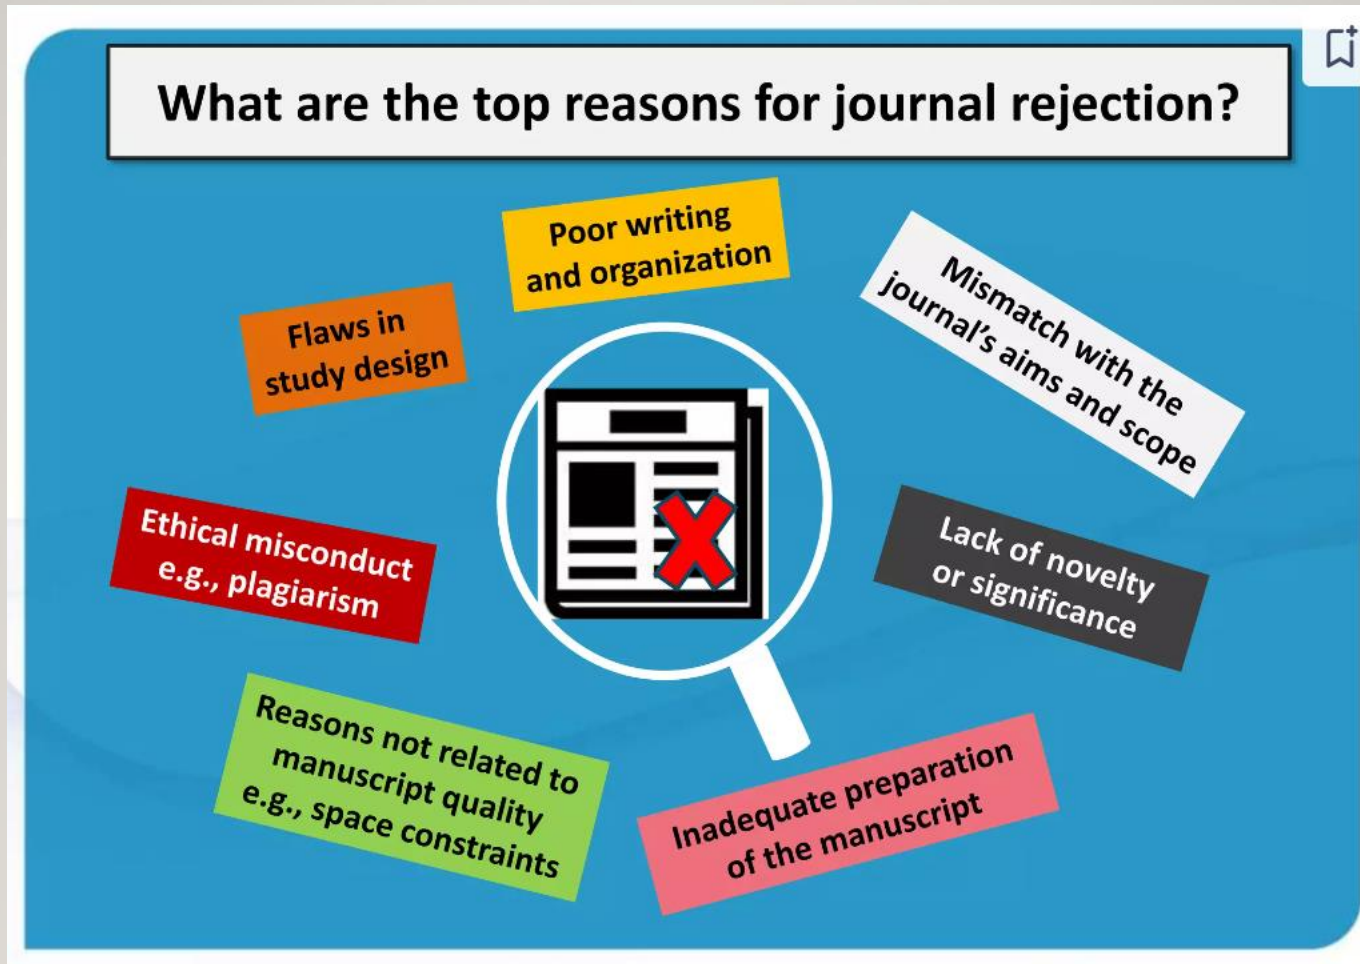 What are the top reasons for journal rejection?
Poor writing
and organization
Mismatch with the
journal's aims and scope
Flaws in
study design
Lack of novelty
or significance
Ethical misconduct
e.g., plagiarism
Reasons not related to
manuscript quality
e.g., space constraints
Inadequate preparation
of the manuscript